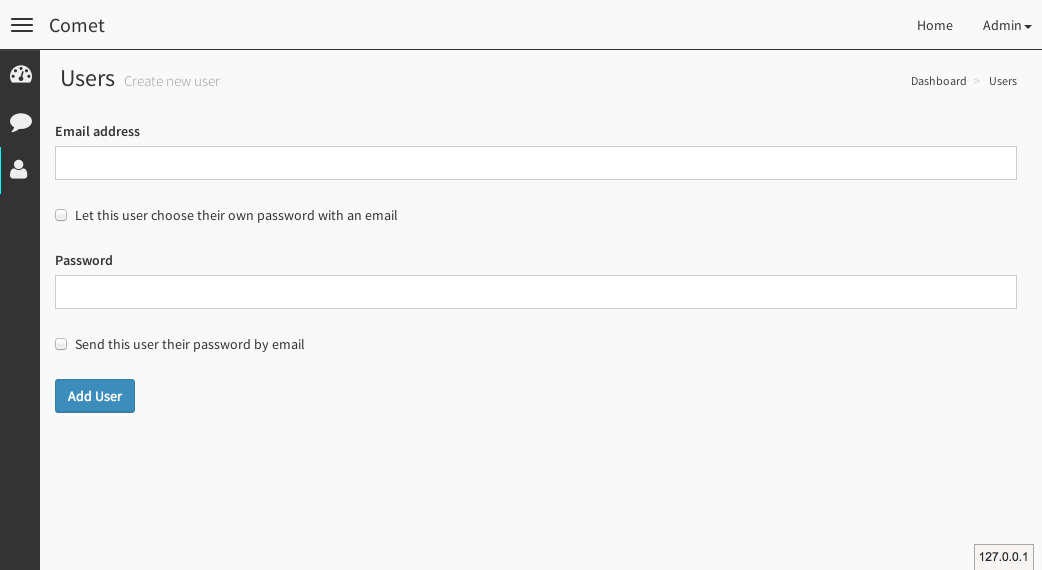 Comet
Home
Admin
Users Create new user
Dashboard > Users
Email address
Let this user choose their own password with an email
Password
Send this user their password by email
Add User
127.0.0.1